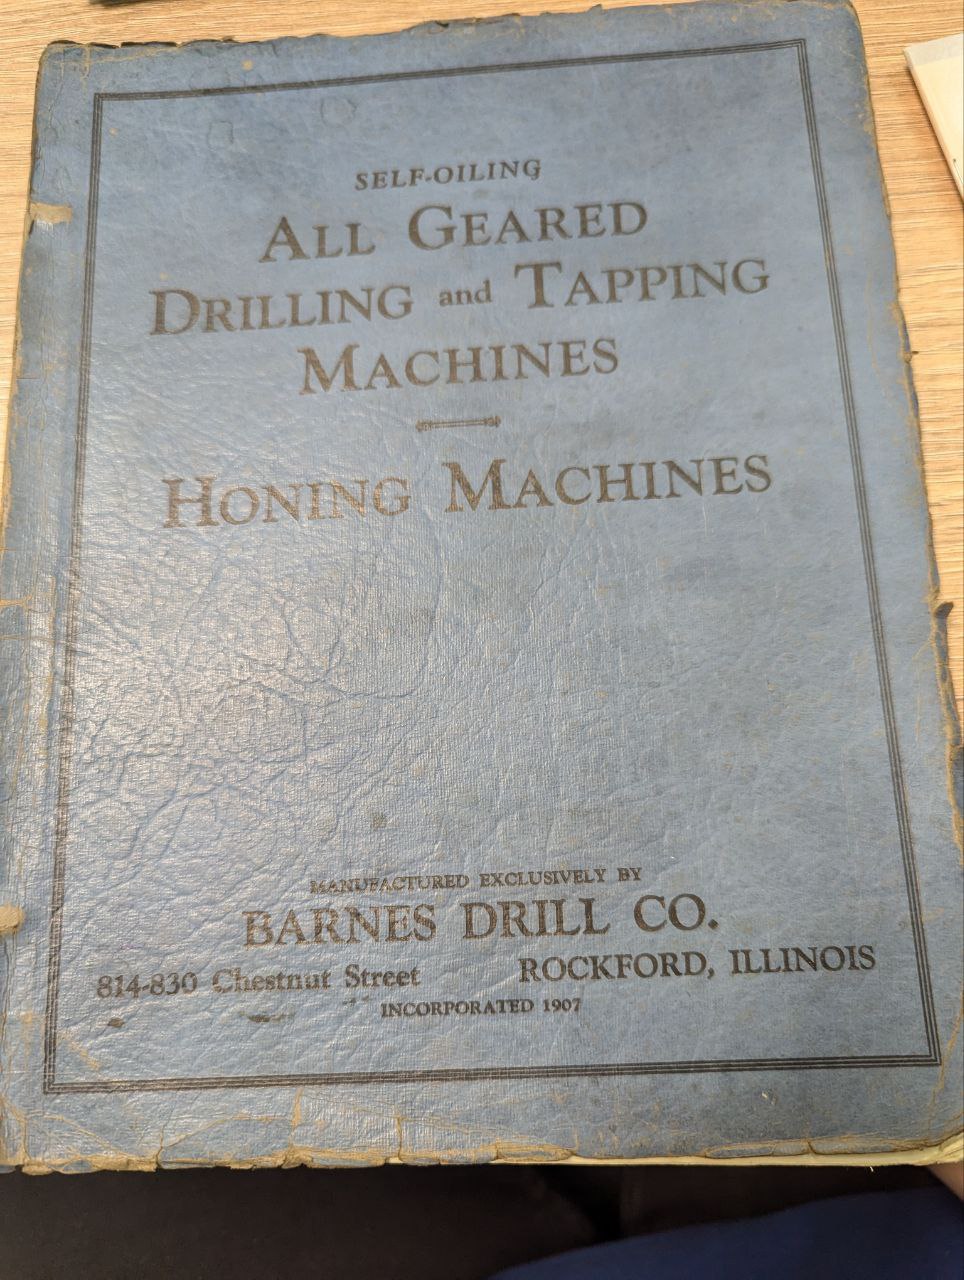 SELF-OILING
ALL GEARED
DRILLING and TAPPING
MACHINES
HONING MACHINES
MANUFACTURED EXCLUSIVELY BY
BARNES DRILL CO.
814-830 Chestnut Street ROCKFORD, ILLINOIS
INCORPORATED 1907